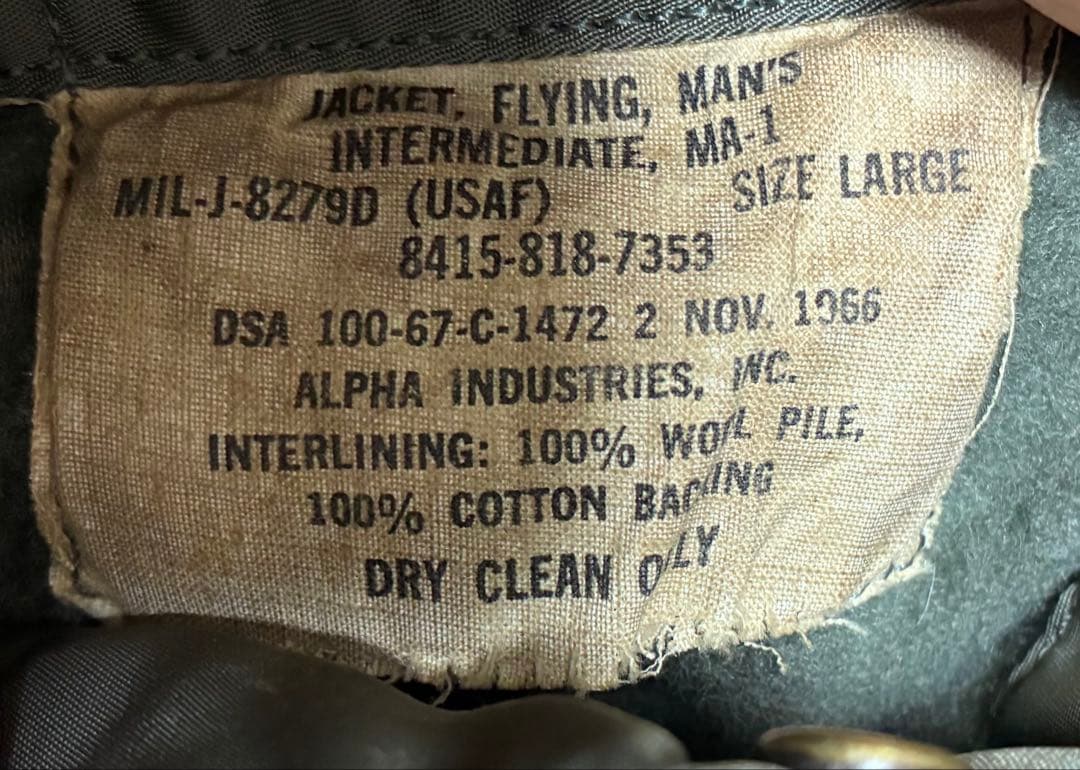 JACKET, FLYING, MAN'S
INTERMEDIATE, MA-1
MIL-J-8279D (USAF) SIZE LARGE
8415-818-7353
DSA 100-67-C-1472 2 NOV. 1966
ALPHA INDUSTRIES, INC.
INTERLINING: 100% WOOL PILE,
100% COTTON BACKING
DRY CLEAN ONLY